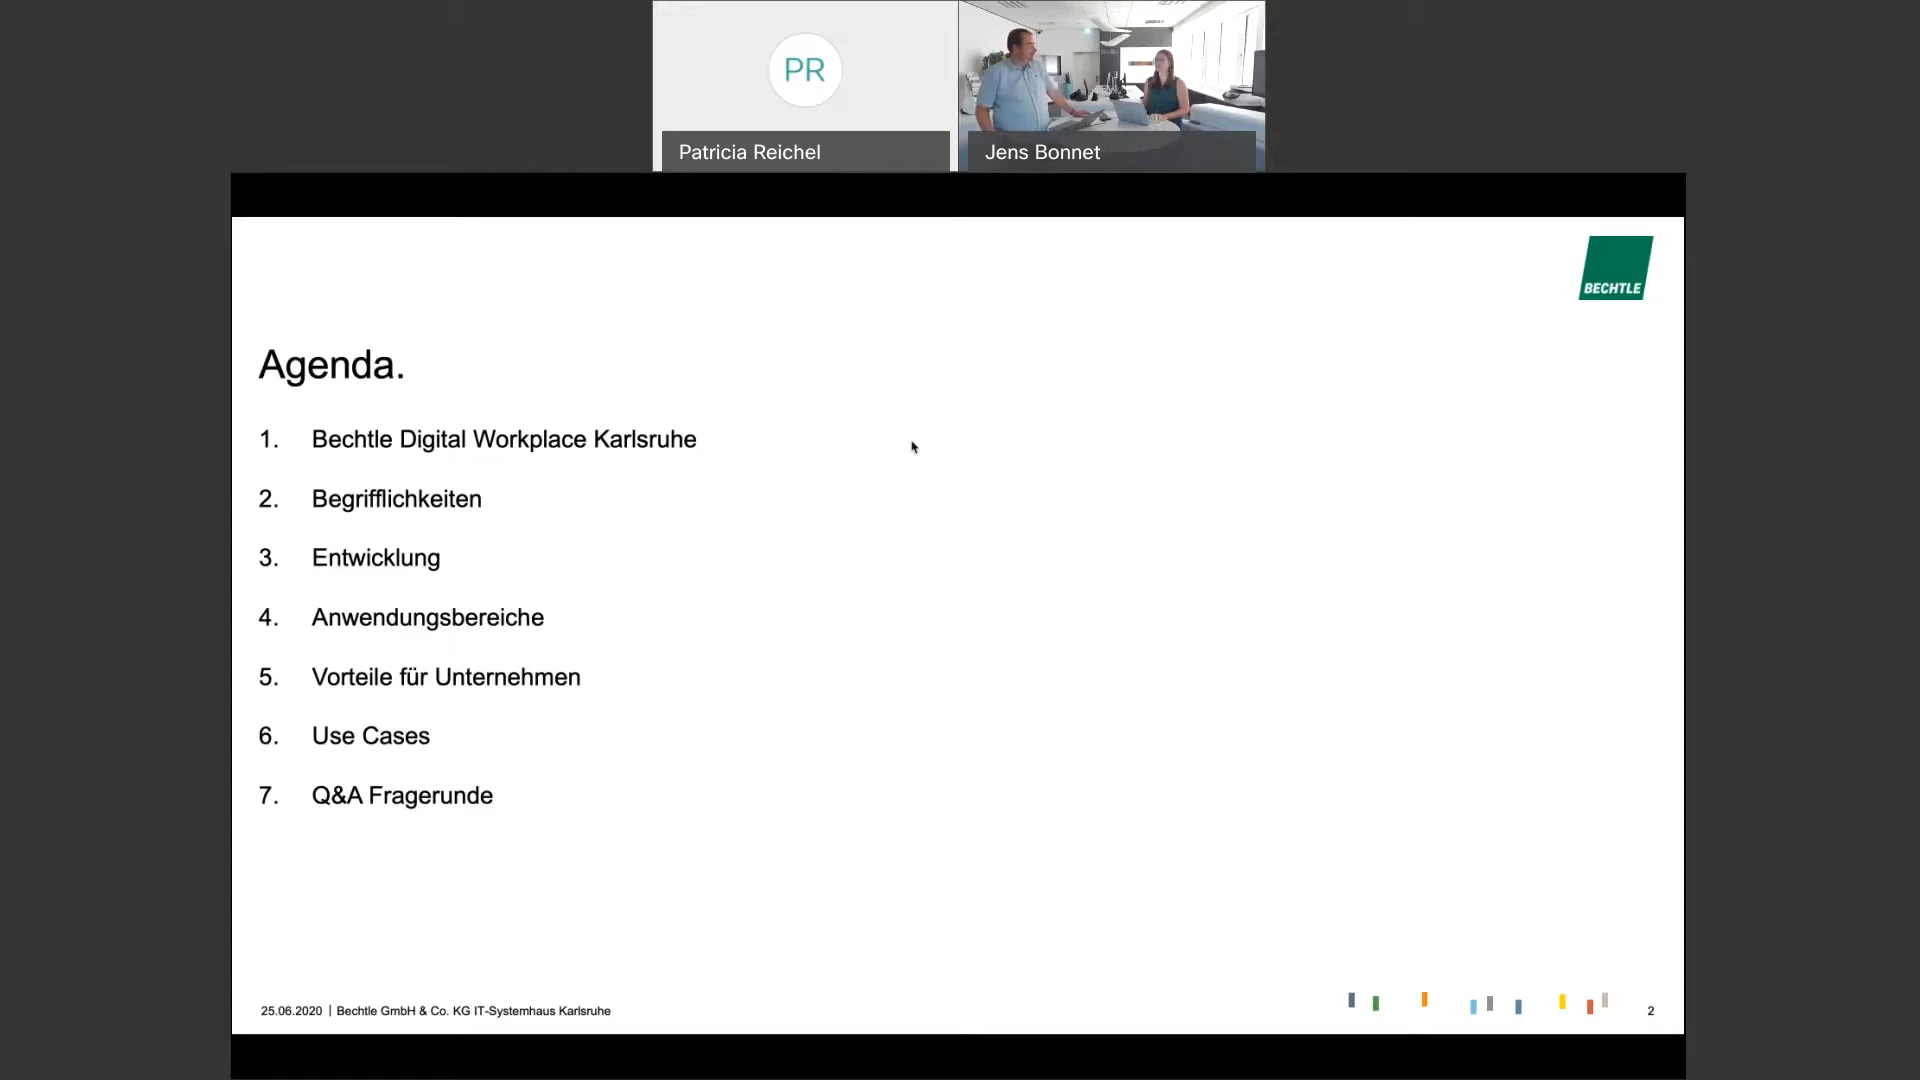 PR
Patricia Reichel
Jens Bonnet
BECHTLE
Agenda.
1. Bechtle Digital Workplace Karlsruhe
2. Begrifflichkeiten
3. Entwicklung
4. Anwendungsbereiche
5. Vorteile für Unternehmen
6. Use Cases
7. Q&A Fragerunde
25.06.2020 | Bechtle GmbH & Co. KG IT-Systemhaus Karlsruhe
2